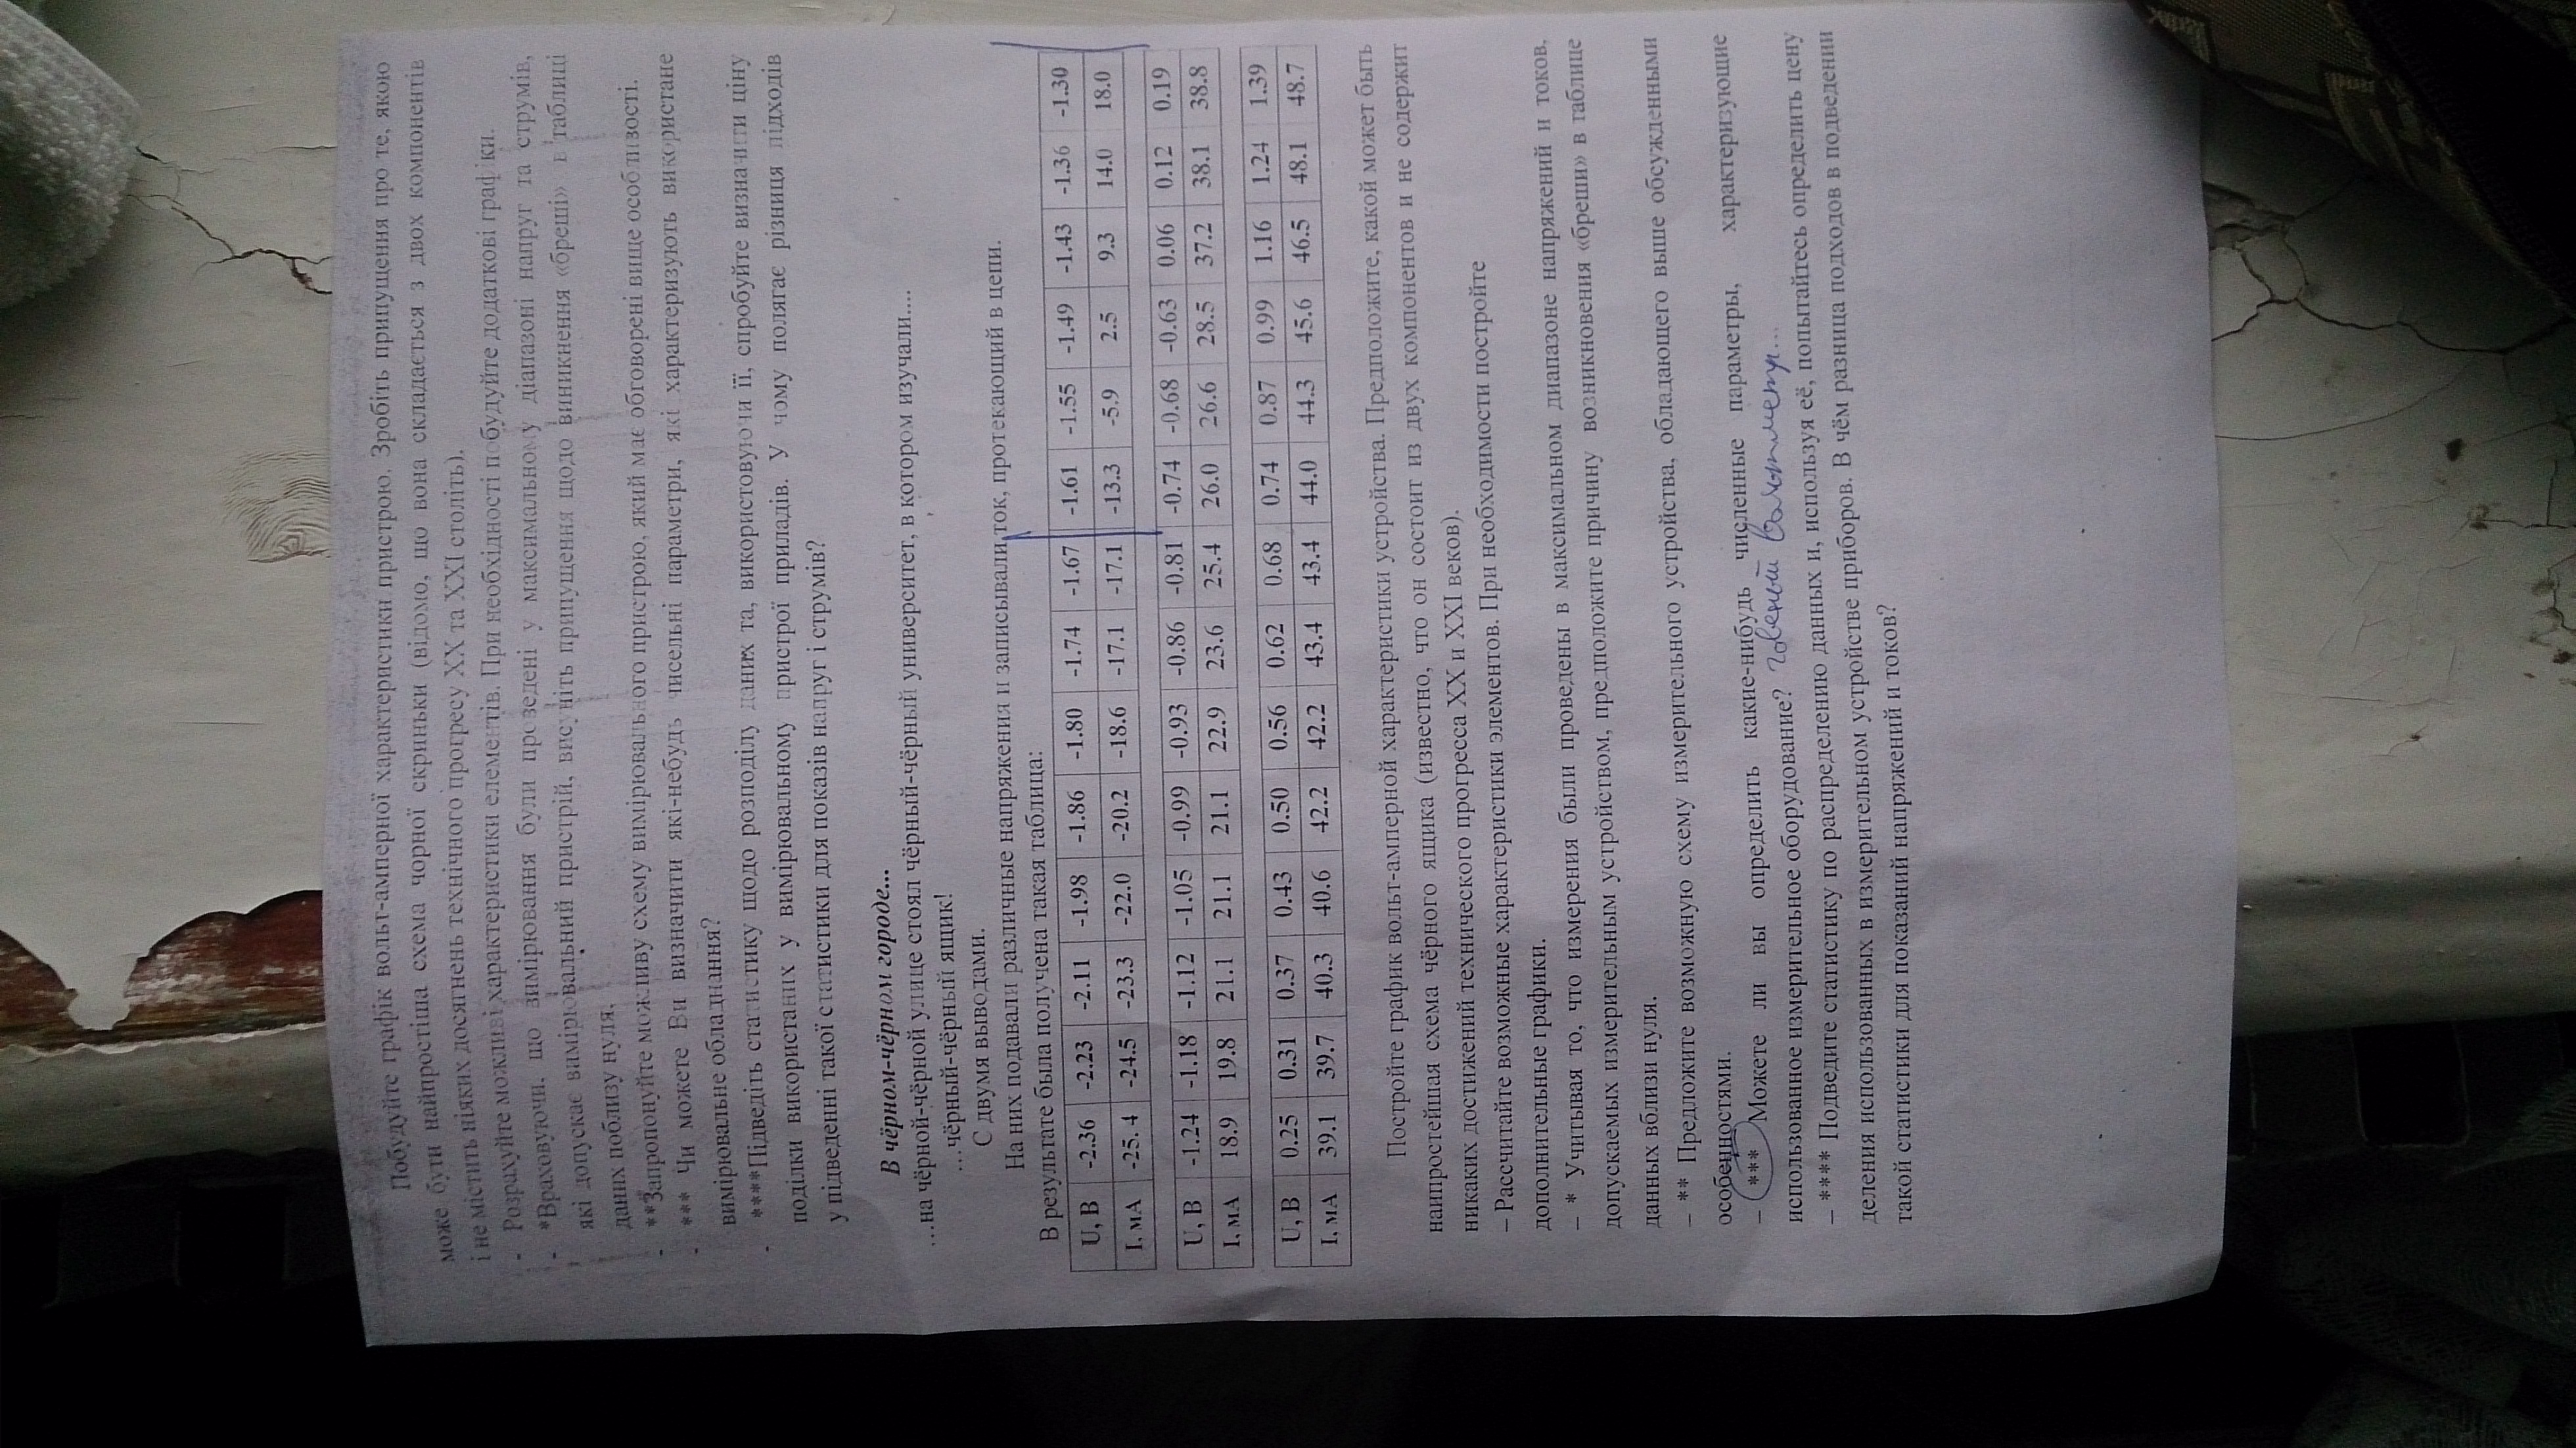 Побудуйте графік вольт-амперної характеристики пристрою. Зробіть припущення про те, якою
може бути найпростіша схема чорної скриньки (відомо, що вона складається з двох компонентів
і не містить ніяких досягнень технічного прогресу XX та XXI століть).
- Розрахуйте можливі характеристики елементів. При необхідності побудуйте додаткові графіки.
- *Враховуючи, що вимірювання були проведені у максимальному діапазоні напруг та струмів,
які допускає вимірювальний пристрій, висуніть припущення щодо виникнення «бреші» в таблиці
даних поблизу нуля.
- **Запропонуйте можливу схему вимірювального пристрою, який має обговорені вище особливості.
- *** Чи можете Ви визначити які-небудь чисельні параметри, які характеризують використане
вимірювальне обладнання?
- ****Підведіть статистику щодо розподілу даних та, використовуючи її, спробуйте визначити ціну
поділки використаних у вимірювальному пристрої приладів. У чому полягає різниця підходів
у підведенні такої статистики для показів напруг і струмів?
В чёрном-чёрном городе...
…на чёрной-чёрной улице стоял чёрный-чёрный университет, в котором изучали….
…чёрный-чёрный ящик!
С двумя выводами.
На них подавали различные напряжения и записывали ток, протекающий в цепи.
В результате была получена такая таблица:
U, В -2.36 -2.23 -2.11 -1.98 -1.86 -1.80 -1.74 -1.67 -1.61 -1.55 -1.49 -1.43 -1.36 -1.30
I, мА -25.4 -24.5 -23.3 -22.0 -20.2 -18.6 -17.1 -17.1 -13.3 -5.9 2.5 9.3 14.0 18.0
U, В -1.24 -1.18 -1.12 -1.05 -0.99 -0.93 -0.86 -0.81 -0.74 -0.68 -0.63 0.06 0.12 0.19
I, мА 18.9 19.8 21.1 21.1 21.1 22.9 23.6 25.4 26.0 26.6 28.5 37.2 38.1 38.8
U, В 0.25 0.31 0.37 0.43 0.50 0.56 0.62 0.68 0.74 0.87 0.99 1.16 1.24 1.39
I, мА 39.1 39.7 40.3 40.6 42.2 42.2 43.4 43.4 44.0 44.3 45.6 46.5 48.1 48.7
Постройте график вольт-амперной характеристики устройства. Предположите, какой может быть
наипростейшая схема чёрного ящика (известно, что он состоит из двух компонентов и не содержит
никаких достижений технического прогресса XX и XXI веков).
– Рассчитайте возможные характеристики элементов. При необходимости постройте
дополнительные графики.
– * Учитывая то, что измерения были проведены в максимальном диапазоне напряжений и токов,
допускаемых измерительным устройством, предположите причину возникновения «бреши» в таблице
данных вблизи нуля.
– ** Предложите возможную схему измерительного устройства, обладающего выше обсужденными
особенностями.
– *** Можете ли вы определить какие-нибудь численные параметры, характеризующие
использованное измерительное оборудование?
– **** Подведите статистику по распределению данных и, используя её, попытайтесь определить цену
деления использованных в измерительном устройстве приборов. В чём разница подходов в подведении
такой статистики для показаний напряжений и токов?